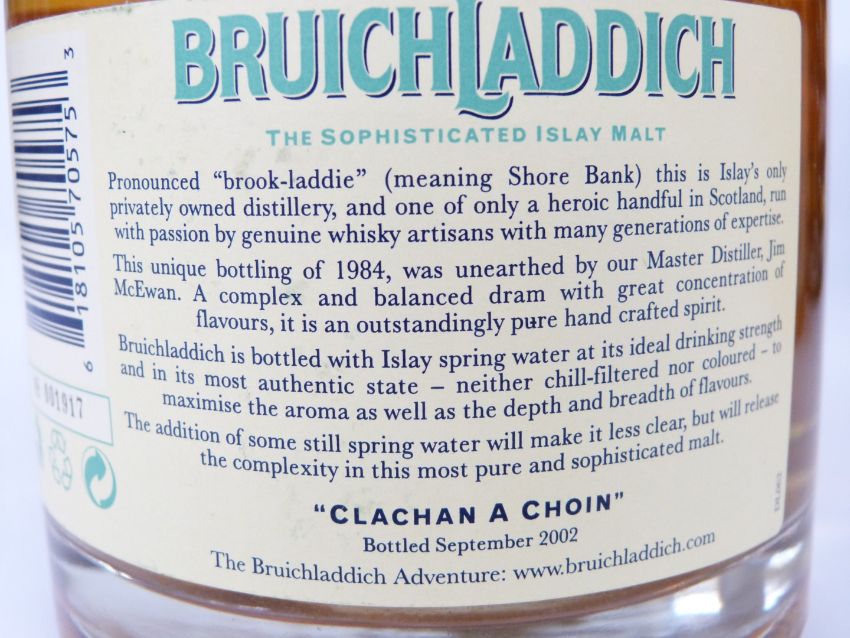 BRUICHLADDICH
THE SOPHISTICATED ISLAY MALT
Pronounced “brook-laddie” (meaning Shore Bank) this is Islay’s only
privately owned distillery, and one of only a heroic handful in Scotland, run
with passion by genuine whisky artisans with many generations of expertise.
This unique bottling of 1984, was unearthed by our Master Distiller, Jim
McEwan. A complex and balanced dram with great concentration of
flavours, it is an outstandingly pure hand crafted spirit.
Bruichladdich is bottled with Islay spring water at its ideal drinking strength
and in its most authentic state – neither chill-filtered nor coloured – to
maximise the aroma as well as the depth and breadth of flavours.
The addition of some still spring water will make it less clear, but will release
the complexity in this most pure and sophisticated malt.
“CLACHAN A CHOIN”
Bottled September 2002
The Bruichladdich Adventure: www.bruichladdich.com
6 18105 70575 3
001917